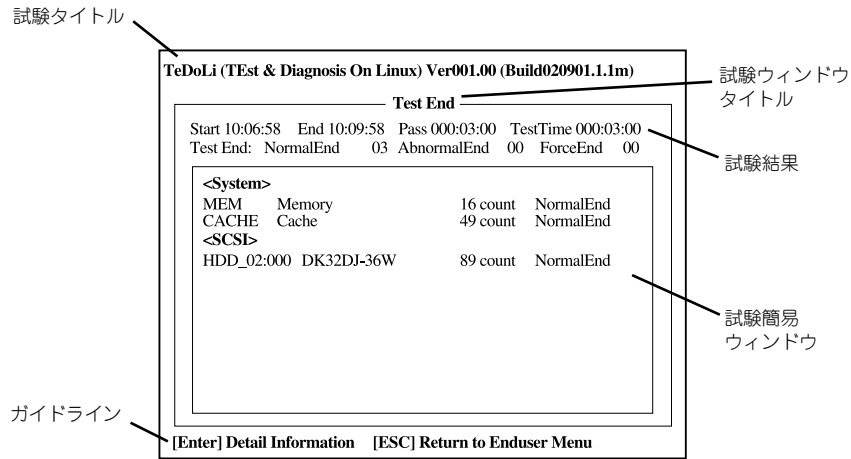 試験タイトル
TeDoLi (TEst & Diagnosis On Linux) Ver001.00 (Build020901.1.1m)
試験ウィンドウ
タイトル
Test End
Start 10:06:58 End 10:09:58 Pass 000:03:00 TestTime 000:03:00
Test End: NormalEnd 03 AbnormalEnd 00 ForceEnd 00
試験結果
<System>
MEM Memory 16 count NormalEnd
CACHE Cache 49 count NormalEnd
<SCSI>
HDD_02:000 DK32DJ-36W 89 count NormalEnd
試験簡易
ウィンドウ
ガイドライン
[Enter] Detail Information [ESC] Return to Enduser Menu